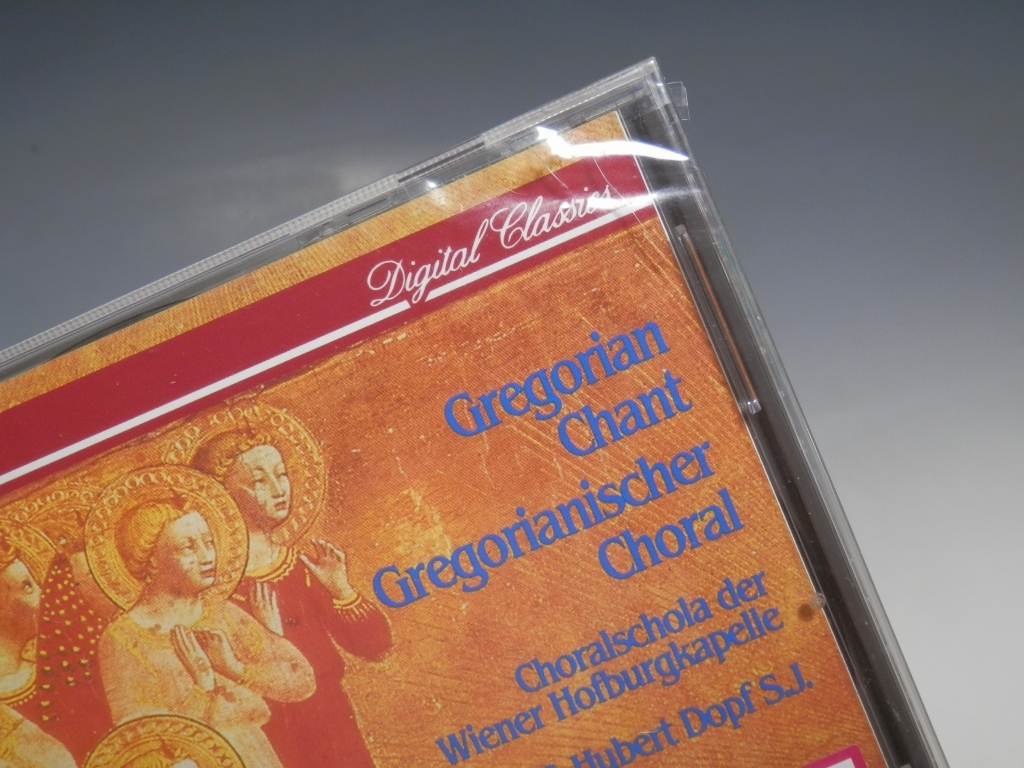 Digital Classics
Gregorian
Chant
Gregorianischer
Choral
Choralschola der
Wiener Hofburgkapelle
Hubert Dopf S.J.